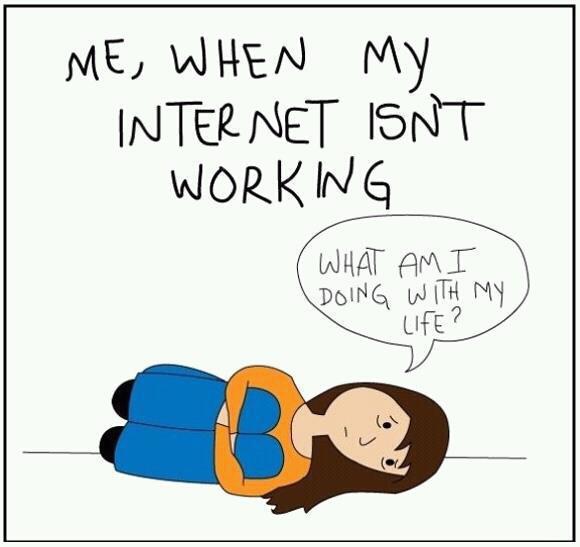 ME, WHEN MY
INTERNET ISN'T
WORKING
WHAT AM I
DOING WITH MY
LIFE?